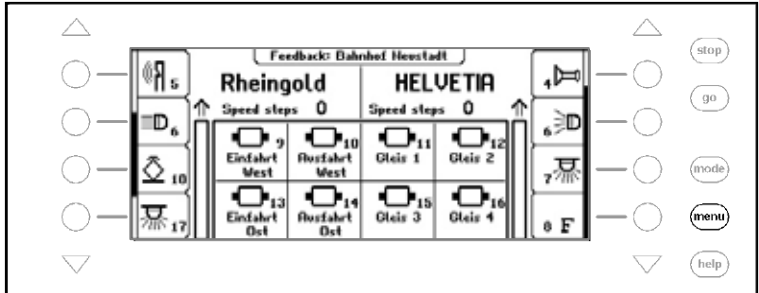 Feedback: Bahnhof Neustadt
Rheingold HELVETIA
Speed steps 0 Speed steps 0
5 4
6 6
10 7
17 8 F
9 10 11 12
Einfahrt West Ausfahrt West Gleis 1 Gleis 2
13 14 15 16
Einfahrt Ost Ausfahrt Ost Gleis 3 Gleis 4
stop
go
mode
menu
help